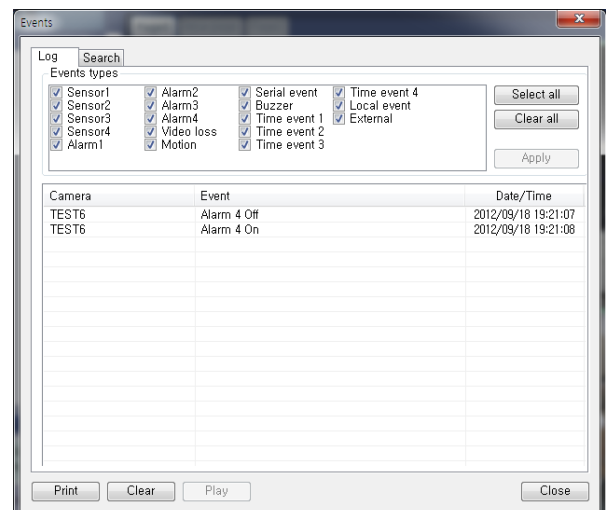 Events
Log Search
Events types
Sensor1 Alarm2 Serial event Time event 4
Sensor2 Alarm3 Buzzer Local event
Sensor3 Alarm4 Time event 1 External
Sensor4 Video loss Time event 2
Alarm1 Motion Time event 3
Select all
Clear all
Apply
Camera Event Date/Time
TEST6 Alarm 4 Off 2012/09/18 19:21:07
TEST6 Alarm 4 On 2012/09/18 19:21:08
Print Clear Play Close